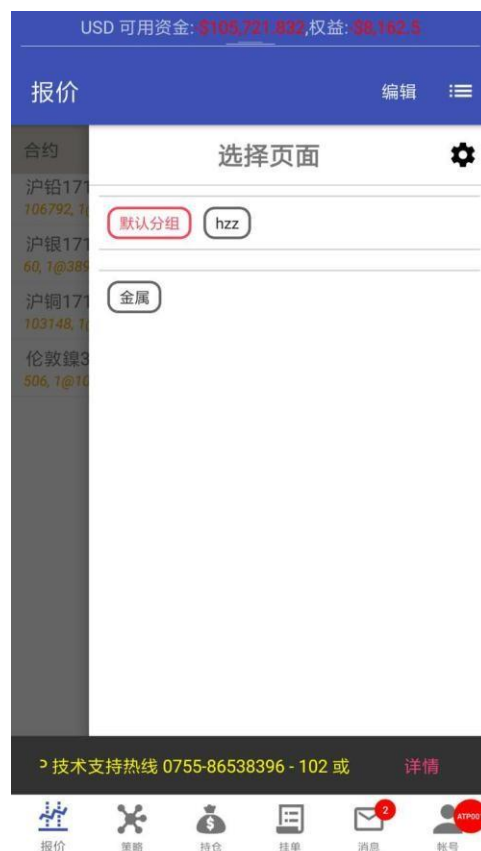 USD 可用资金:-$105,721.832,权益:-$8,162.5
报价 编辑
合约 选择页面
沪铅171
106792, 1
默认分组 hzz
沪银171
60, 1@389
沪铜171 金属
103148, 1
伦敦鎳3
506, 1@10
技术支持热线 0755-86538396 - 102 或 详情
2 ATP00
报价 策略 持仓 挂单 消息 帐号